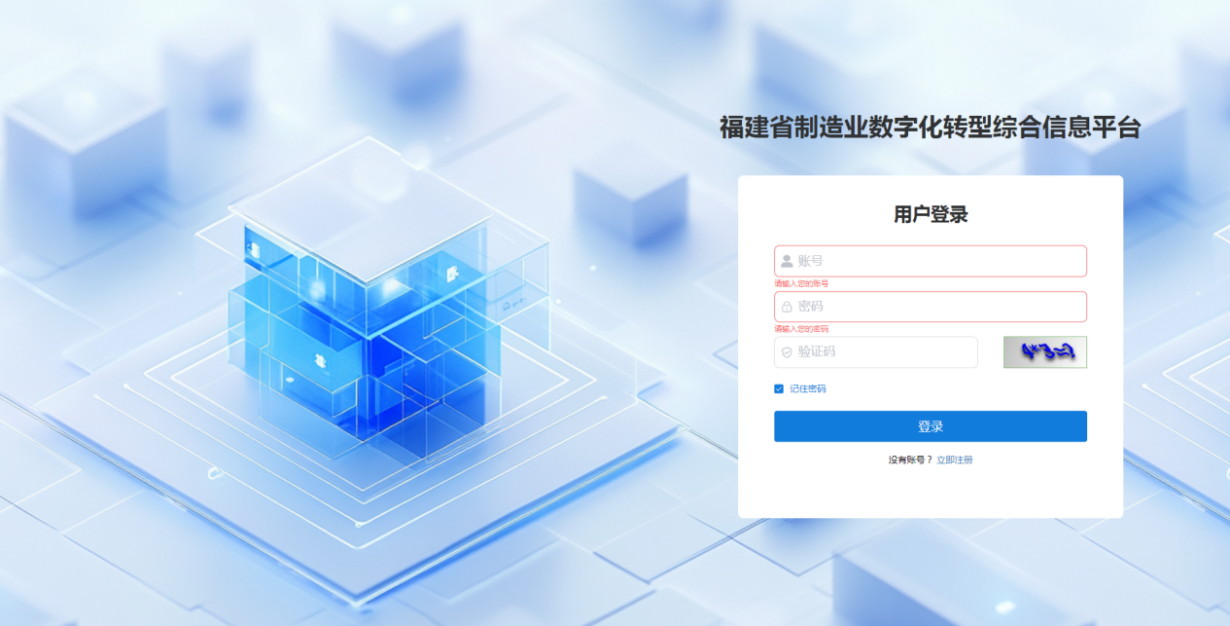 福建省制造业数字化转型综合信息平台
用户登录
账号
请输入您的账号
密码
请输入您的密码
验证码
记住密码
登录
没有账号？ 立即注册